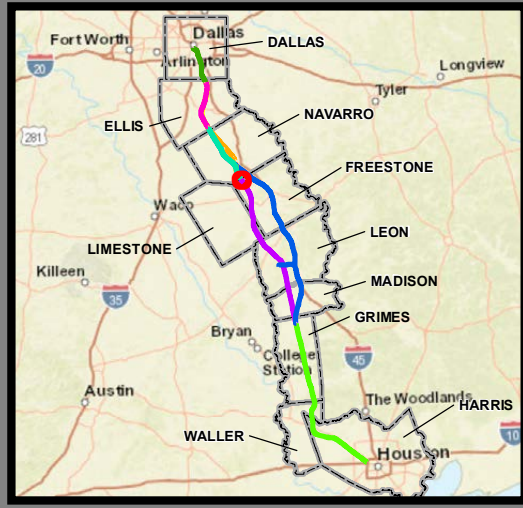 Dallas
DALLAS
Fort Worth
Arlington
20
Longview
Tyler
ELLIS
NAVARRO
281
FREESTONE
Waco
LEON
LIMESTONE
Killeen
MADISON
35
GRIMES
Bryan
College
Station
45
Austin
The Woodlands
HARRIS
WALLER
10
Houston